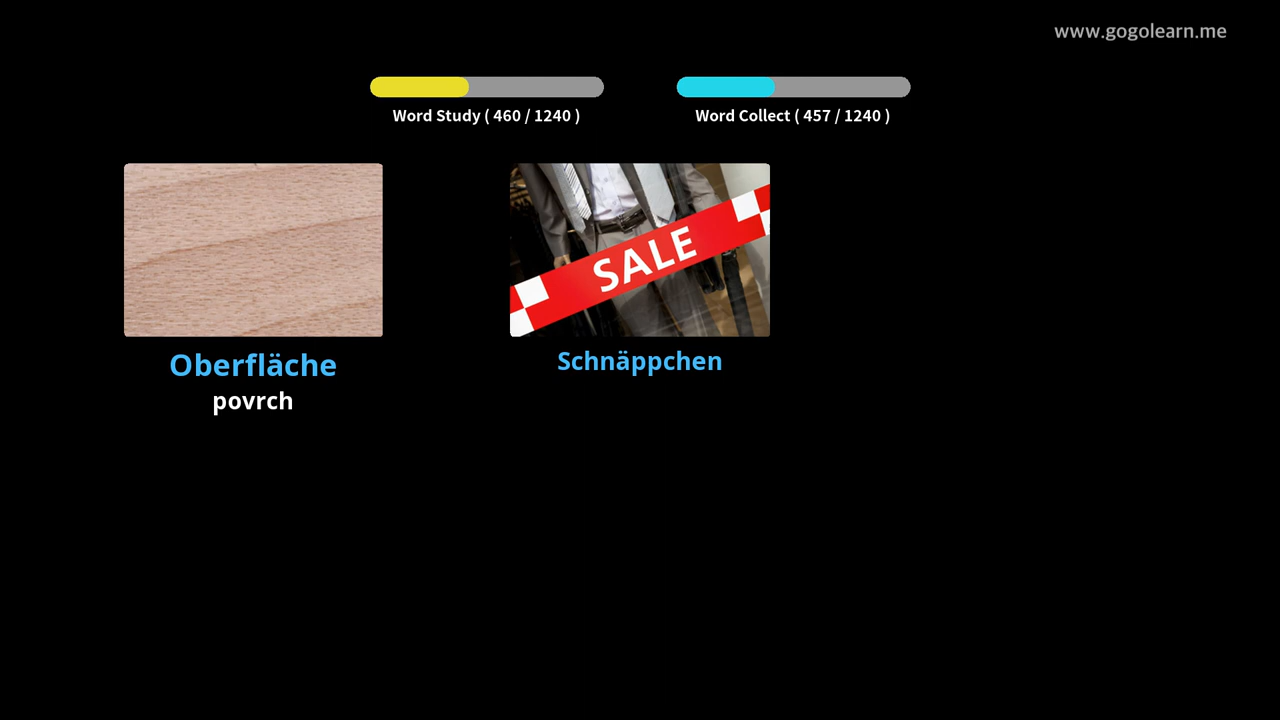 www.gogolearn.me
Word Study ( 460 / 1240 )
Word Collect ( 457 / 1240 )
SALE
Oberfläche
povrch
Schnäppchen